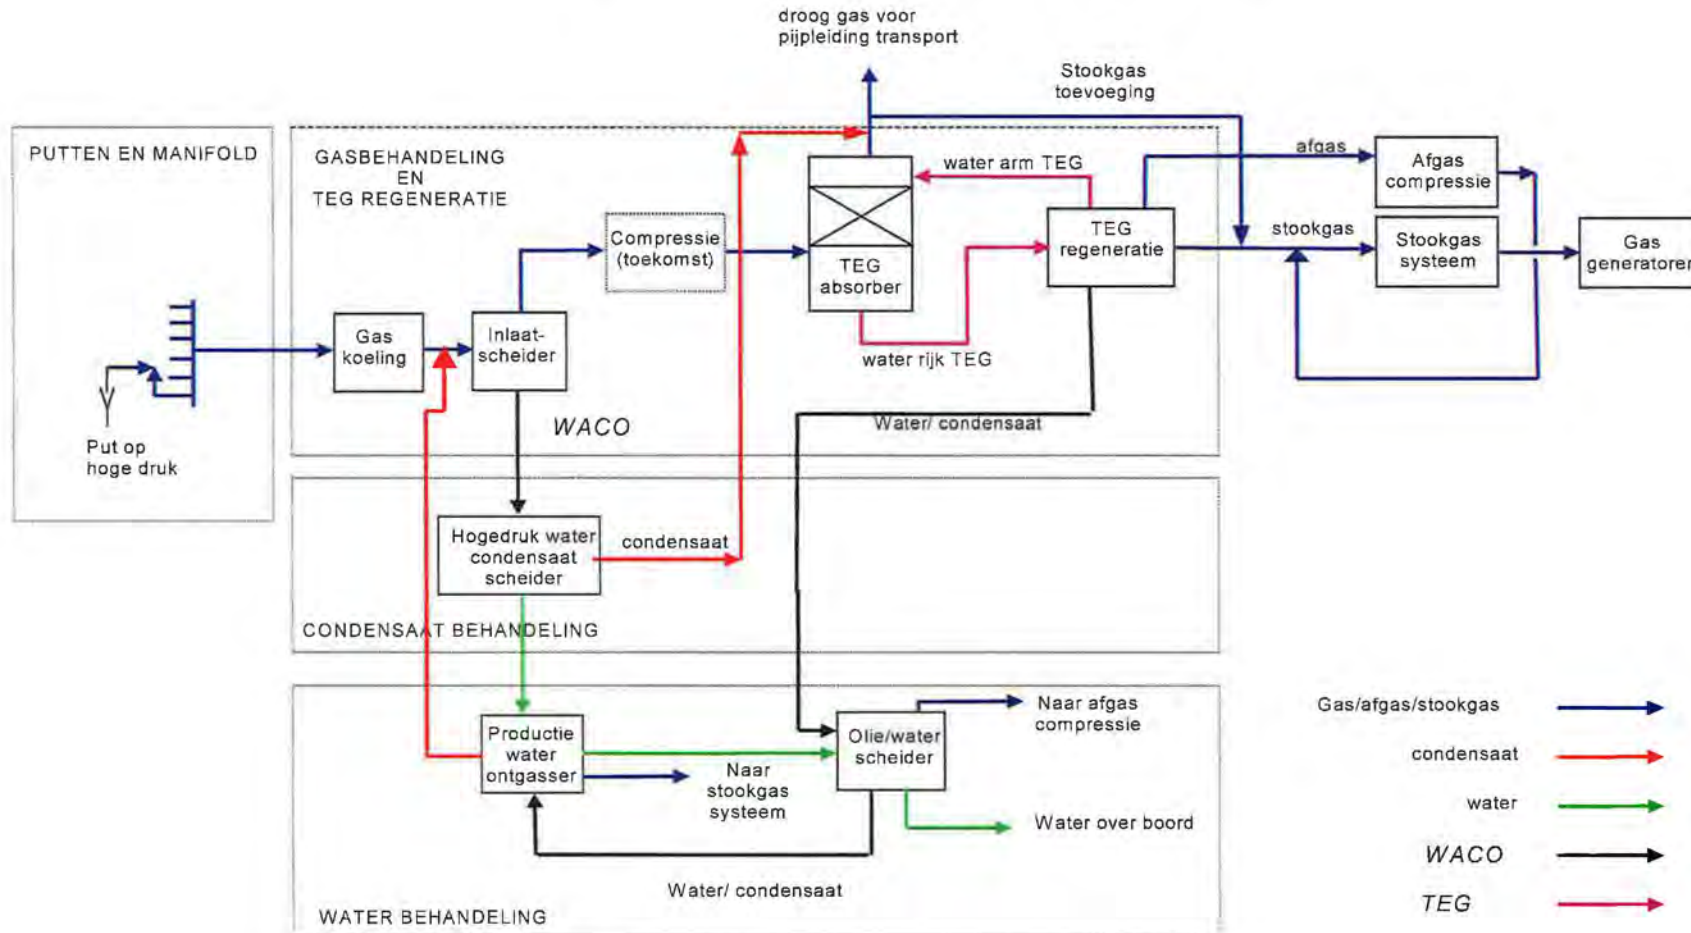 droog gas voor
pijpleiding transport
Stookgas
toevoeging
PUTTEN EN MANIFOLD
GASBEHANDELING
EN
TEG REGENERATIE
water arm TEG
afgas
Afgas
compressie
Compressie
(toekomst)
TEG
absorber
TEG
regeneratie
stookgas
Stookgas
systeem
Gas
generatoren
Gas
koeling
Inlaat-
scheider
water rijk TEG
Put op
hoge druk
WACO
Water/ condensaat
Hogedruk water
condensaat
scheider
condensaat
CONDENSAAT BEHANDELING
Productie
water
ontgasser
Naar
stookgas
systeem
Olie/water
scheider
Naar afgas
compressie
Water over boord
Water/ condensaat
WATER BEHANDELING
Gas/afgas/stookgas
condensaat
water
WACO
TEG